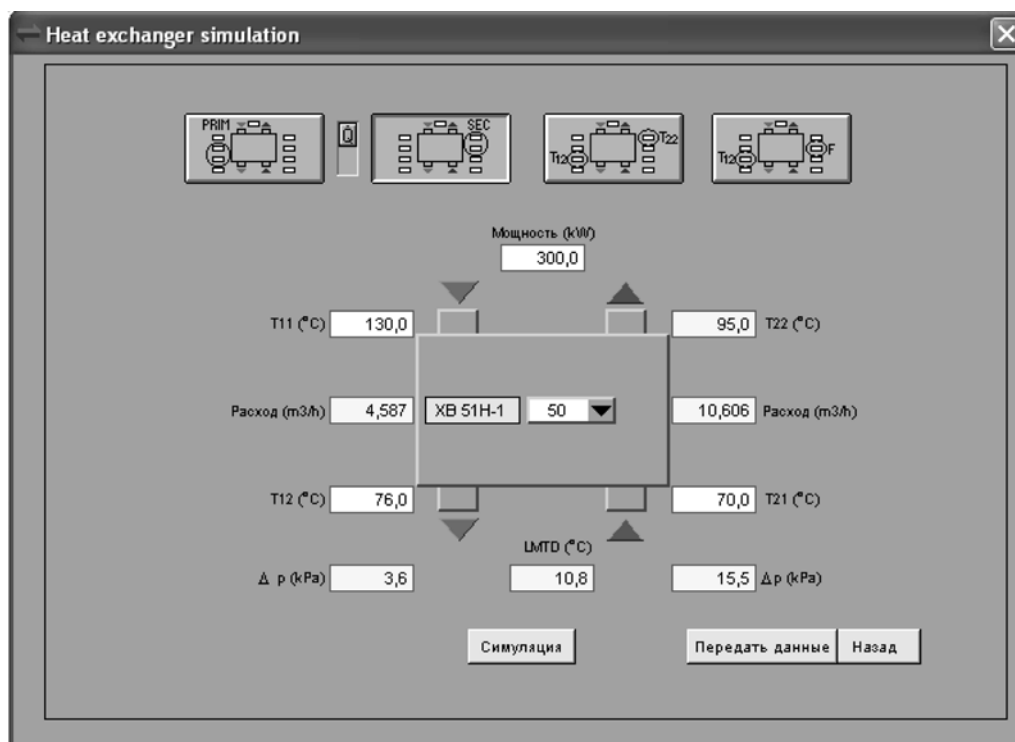 Heat exchanger simulation
PRIM Q SEC T12 T22 T12 F
Мощность (kW)
300,0
T11 (°C) 130,0 95,0 T22 (°C)
Расход (m3/h) 4,587 XB 51H-1 50 10,606 Расход (m3/h)
T12 (°C) 76,0 70,0 T21 (°C)
LMTD (°C)
Δ p (kPa) 3,6 10,8 15,5 Δp (kPa)
Симуляция Передать данные Назад